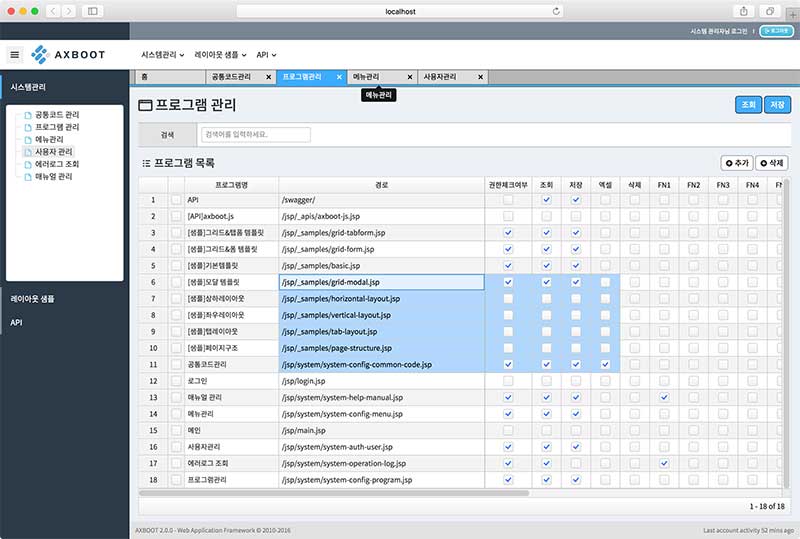 localhost
시스템 관리자님 로그인
로그아웃
AXBOOT
시스템관리 레이아웃 샘플 API
홈 공통코드관리 프로그램관리 메뉴관리 사용자관리
메뉴관리
시스템관리
공통코드 관리
프로그램 관리
메뉴관리
사용자 관리
에러로그 조회
매뉴얼 관리
레이아웃 샘플
API
프로그램 관리
조회 저장
검색 검색어를 입력하세요.
프로그램 목록
추가 삭제
프로그램명 경로 권한체크여부 조회 저장 엑셀 삭제 FN1 FN2 FN3 FN4
1 API /swagger/
2 [API]axboot.js /jsp/_apis/axboot-js.jsp
3 [샘플]그리드&탭폼 템플릿 /jsp/_samples/grid-tabform.jsp
4 [샘플]그리드&폼 템플릿 /jsp/_samples/grid-form.jsp
5 [샘플]기본템플릿 /jsp/_samples/basic.jsp
6 [샘플]모달 템플릿 /jsp/_samples/grid-modal.jsp
7 [샘플]상하레이아웃 /jsp/_samples/horizontal-layout.jsp
8 [샘플]좌우레이아웃 /jsp/_samples/vertical-layout.jsp
9 [샘플]탭레이아웃 /jsp/_samples/tab-layout.jsp
10 [샘플]페이지구조 /jsp/_samples/page-structure.jsp
11 공통코드관리 /jsp/system/system-config-common-code.jsp
12 로그인 /jsp/login.jsp
13 매뉴얼 관리 /jsp/system/system-help-manual.jsp
14 메뉴관리 /jsp/system/system-config-menu.jsp
15 메인 /jsp/main.jsp
16 사용자관리 /jsp/system/system-auth-user.jsp
17 에러로그 조회 /jsp/system/system-operation-log.jsp
18 프로그램관리 /jsp/system/system-config-program.jsp
1 - 18 of 18
AXBOOT 2.0.0 - Web Application Framework © 2010-2016
Last account activity 52 mins ago